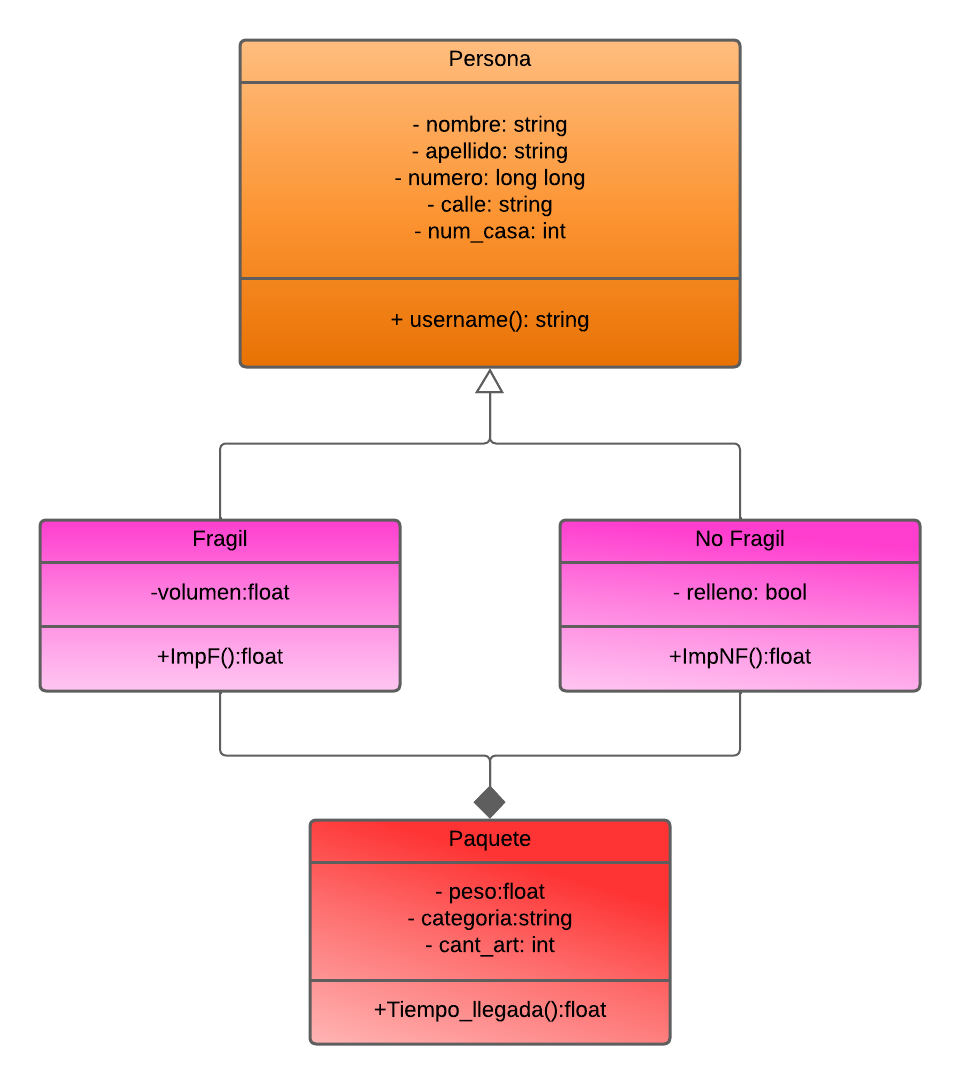 Persona
- nombre: string
- apellido: string
- numero: long long
- calle: string
- num_casa: int
+ username(): string
Fragil
-volumen:float
+ImpF():float
No Fragil
- relleno: bool
+ImpNF():float
Paquete
- peso:float
- categoria:string
- cant_art: int
+Tiempo_llegada():float